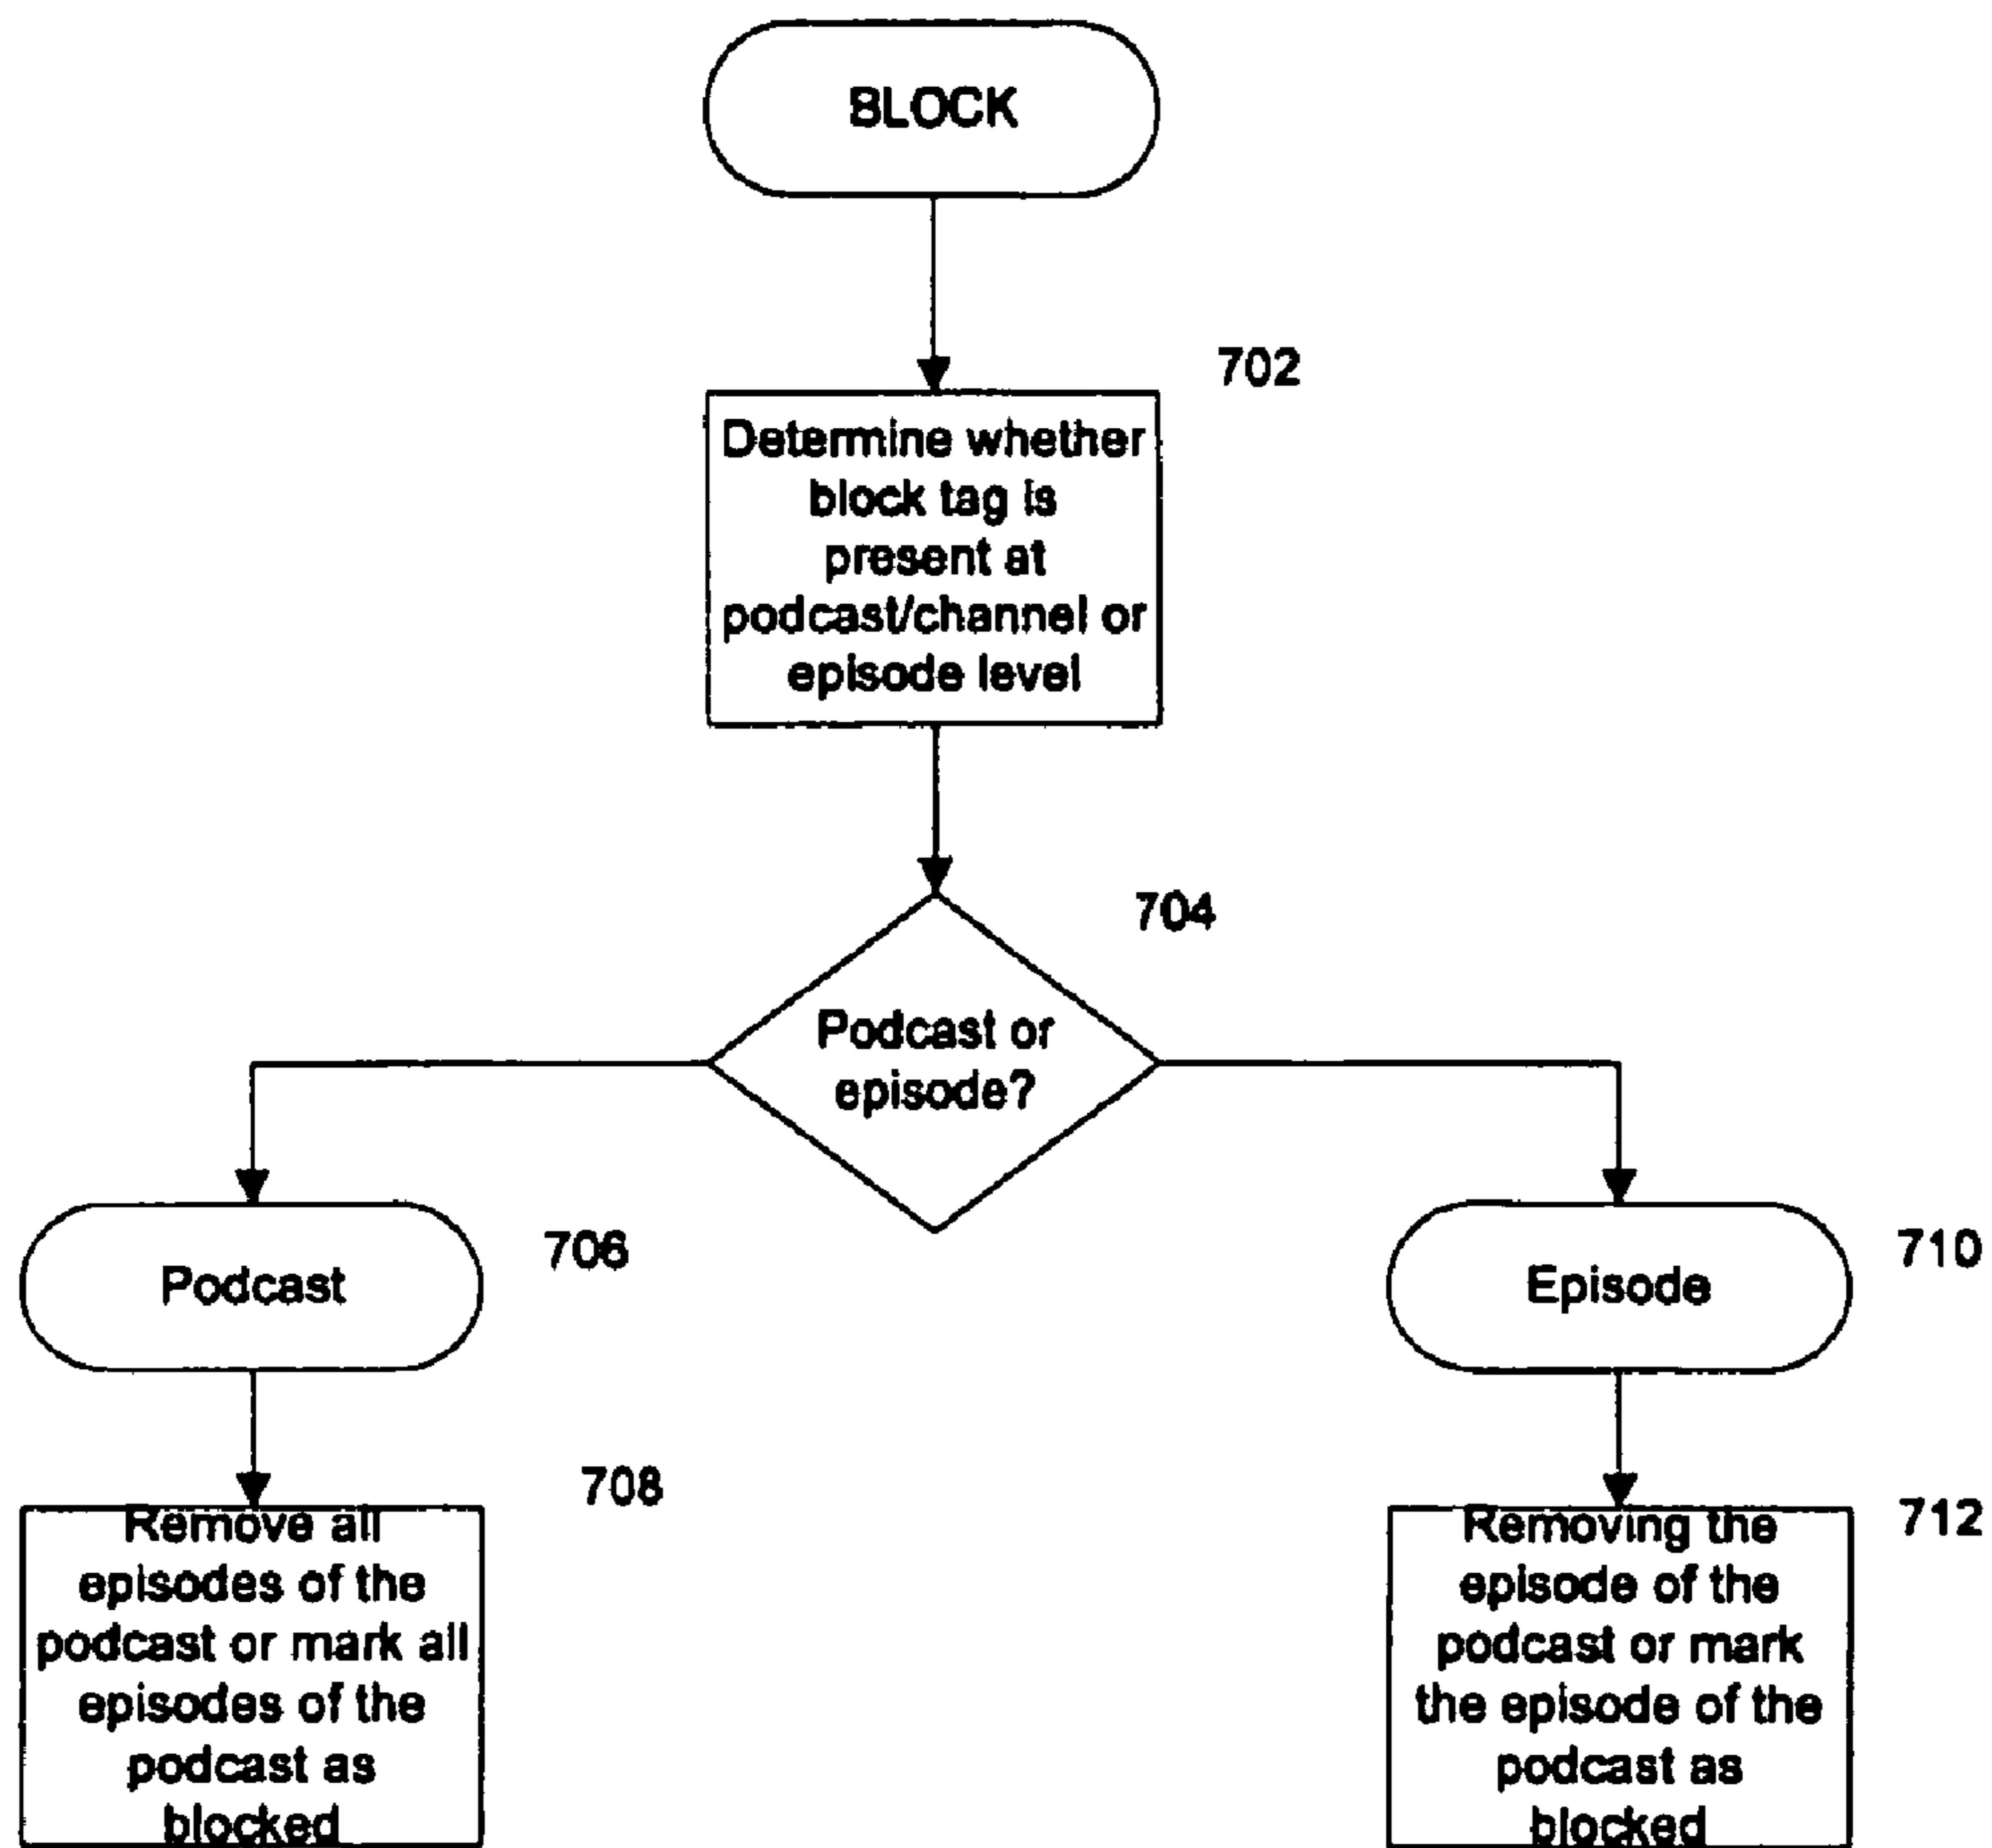 BLOCK
702
Determine whether
block tag is
present at
podcast/channel or
episode level
704
Podcast or
episode?
706
Podcast
710
Episode
708
Remove all
episodes of the
podcast or mark all
episodes of the
podcast as
blocked
712
Removing the
episode of the
podcast or mark
the episode of the
podcast as
blocked